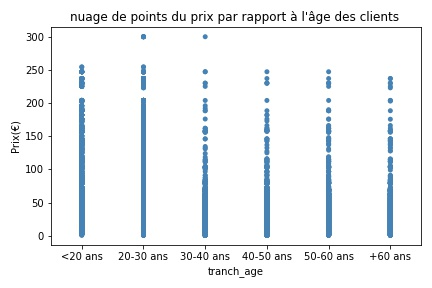 nuage de points du prix par rapport à l'âge des clients
300
250
200
150
100
50
0
Prix(€)
<20 ans 20-30 ans 30-40 ans 40-50 ans 50-60 ans +60 ans
tranch_age